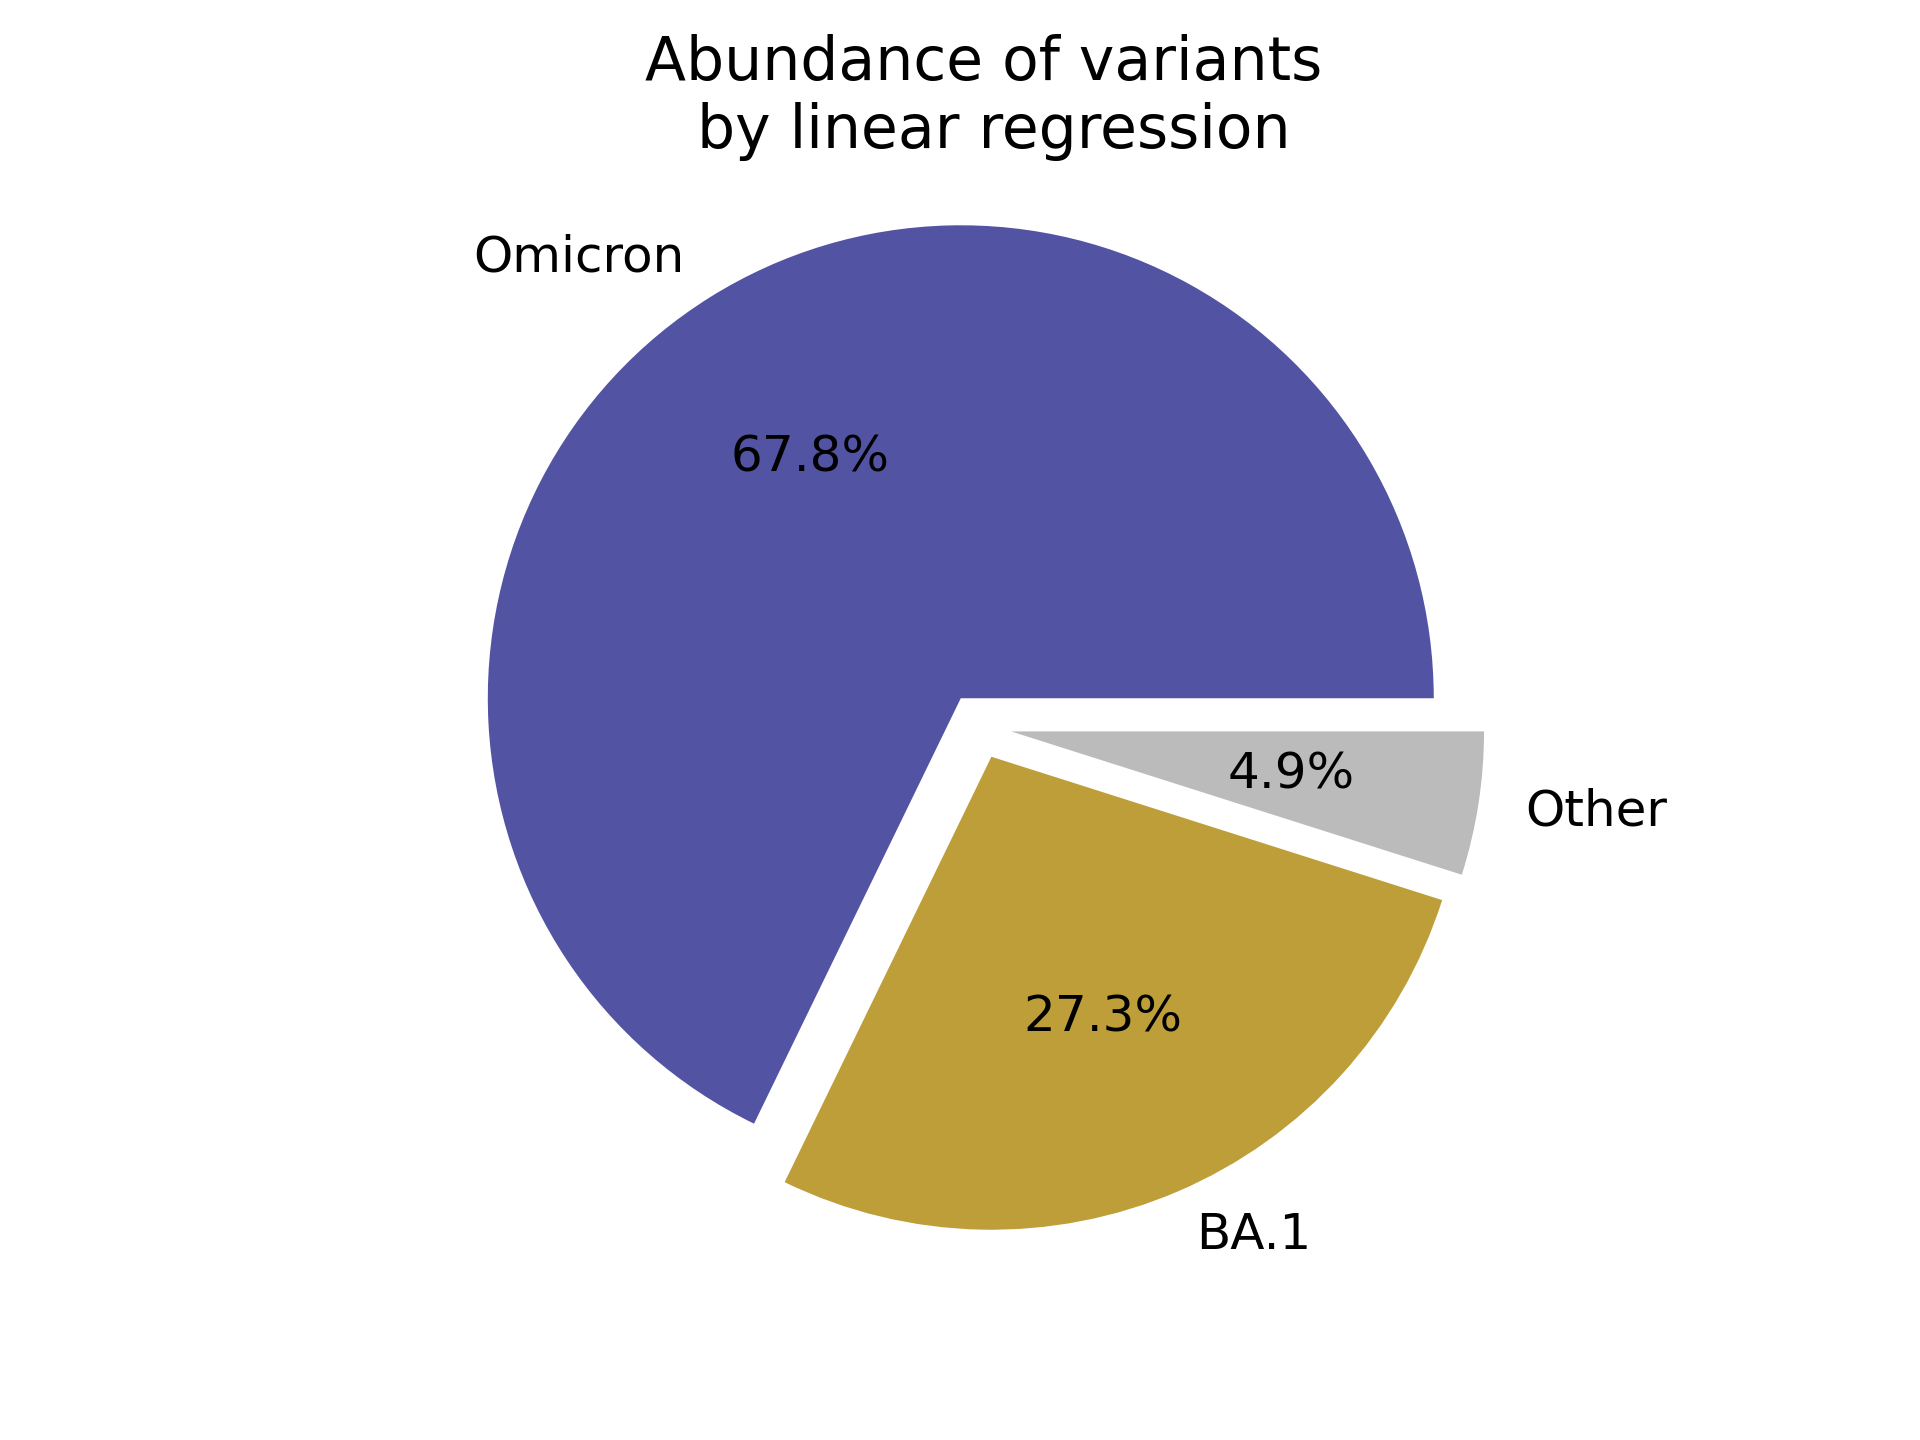 Abundance of variants
by linear regression
Omicron
67.8%
4.9%
Other
27.3%
BA.1